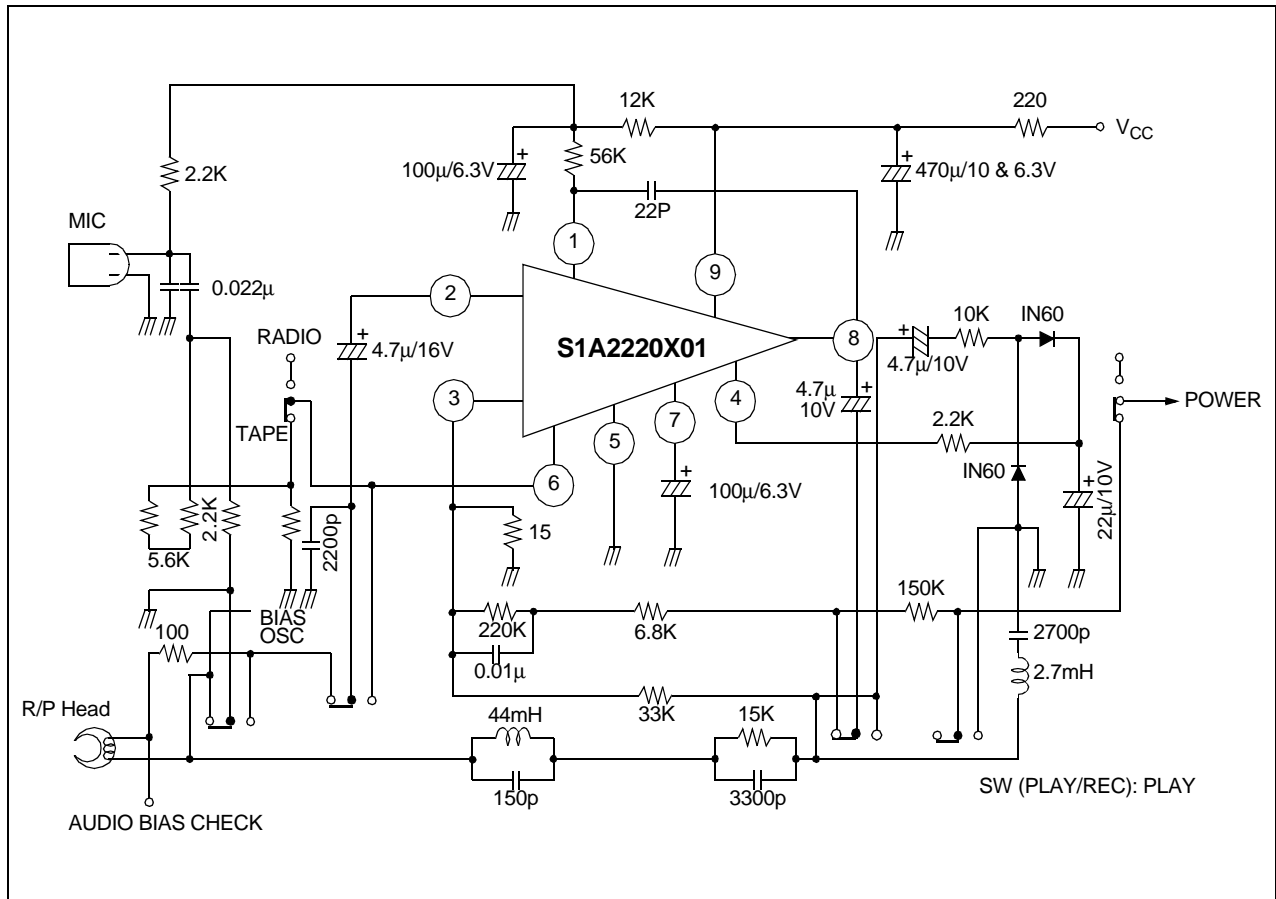 12K
220
V_CC
100μ/6.3V
56K
470μ/10 & 6.3V
2.2K
22P
MIC
1
9
0.022μ
2
RADIO
4.7μ/16V
S1A2220X01
8
10K
IN60
4.7μ/10V
3
TAPE
4
4.7μ
10V
POWER
7
5
6
2.2K
100μ/6.3V
IN60
22μ/10V
5.6K
2.2K
2200p
15
BIAS
OSC
100
220K
6.8K
150K
2700p
0.01μ
2.7mH
R/P Head
33K
44mH
15K
150p
3300p
SW (PLAY/REC): PLAY
AUDIO BIAS CHECK